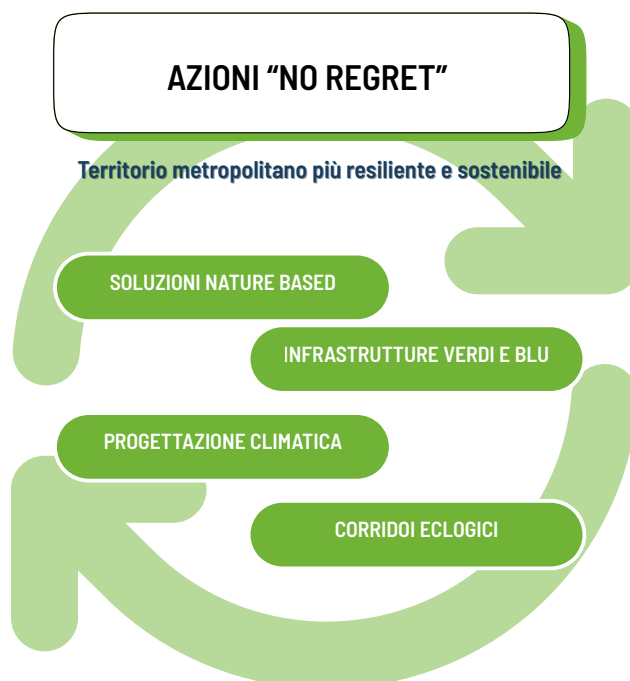 AZIONI “NO REGRET”
Territorio metropolitano più resiliente e sostenibile
SOLUZIONI NATURE BASED
INFRASTRUTTURE VERDI E BLU
PROGETTAZIONE CLIMATICA
CORRIDOI ECLOGICI